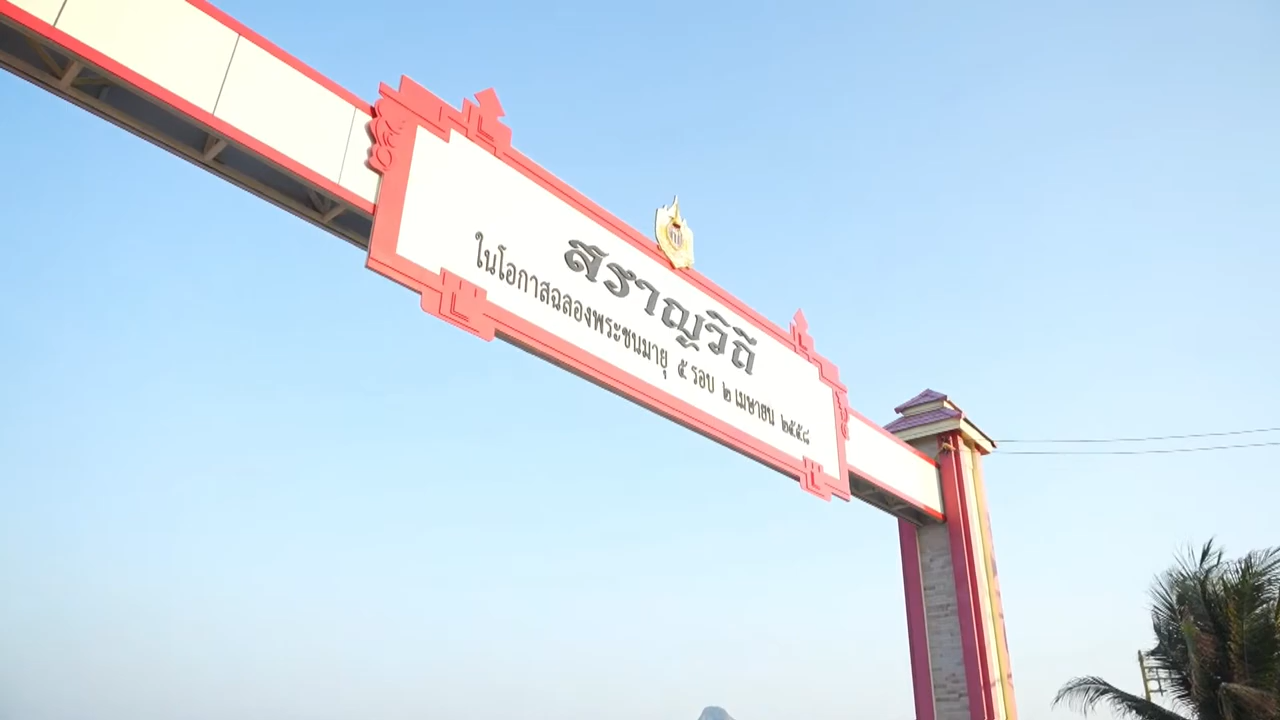 สราญวิถี
ในโอกาสฉลองพระชนมายุ ๕ รอบ ๒ เมษายน ๒๕๕๘